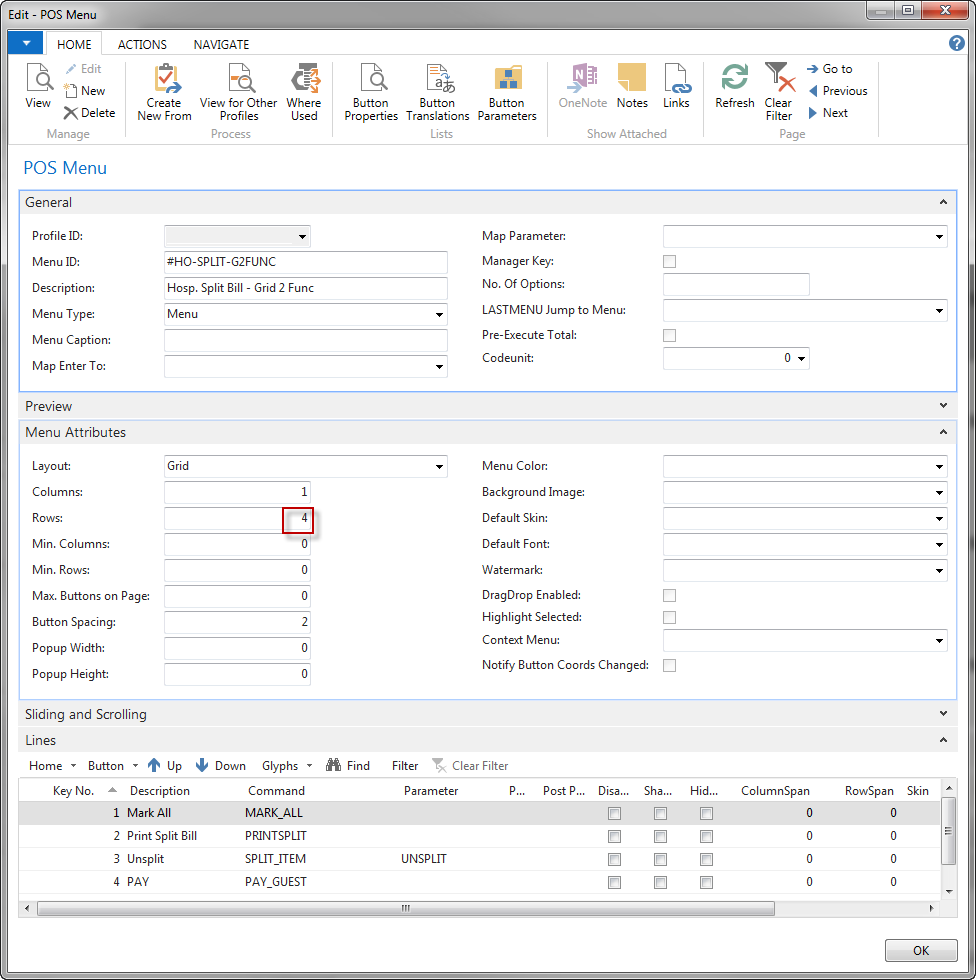 Edit - POS Menu
HOME ACTIONS NAVIGATE
View Edit New Delete
Create New From
View for Other Profiles
Where Used
Button Properties
Button Translations
Button Parameters
OneNote Notes Links
Refresh
Clear Filter
Go to
Previous
Next
Manage Process Lists Show Attached Page
POS Menu
General
Profile ID:
Menu ID: #HO-SPLIT-G2FUNC
Description: Hosp. Split Bill - Grid 2 Func
Menu Type: Menu
Menu Caption:
Map Enter To:
Map Parameter:
Manager Key:
No. Of Options:
LASTMENU Jump to Menu:
Pre-Execute Total:
Codeunit: 0
Preview
Menu Attributes
Layout: Grid
Columns: 1
Rows: 4
Min. Columns: 0
Min. Rows: 0
Max. Buttons on Page: 0
Button Spacing: 2
Popup Width: 0
Popup Height: 0
Menu Color:
Background Image:
Default Skin:
Default Font:
Watermark:
DragDrop Enabled:
Highlight Selected:
Context Menu:
Notify Button Coords Changed:
Sliding and Scrolling
Lines
Home Button Up Down Glyphs Find Filter Clear Filter
Key No. Description Command Parameter P... Post P... Disa... Sha... Hid... ColumnSpan RowSpan Skin
1 Mark All MARK_ALL 0 0
2 Print Split Bill PRINTSPLIT 0 0
3 Unsplit SPLIT_ITEM UNSPLIT 0 0
4 PAY PAY_GUEST 0 0
OK